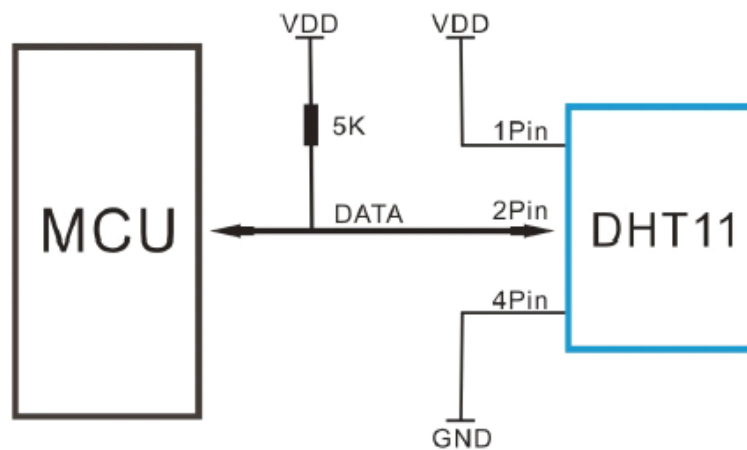 VDD
VDD
5K
1Pin
MCU
DATA
2Pin
DHT11
4Pin
GND